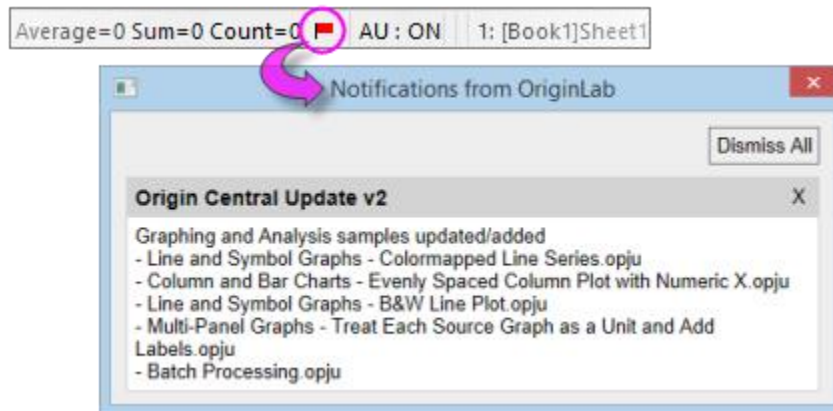 Average=0 Sum=0 Count=0 AU : ON 1: [Book1]Sheet1
Notifications from OriginLab
Dismiss All
Origin Central Update v2 X
Graphing and Analysis samples updated/added
- Line and Symbol Graphs - Colormapped Line Series.opju
- Column and Bar Charts - Evenly Spaced Column Plot with Numeric X.opju
- Line and Symbol Graphs - B&W Line Plot.opju
- Multi-Panel Graphs - Treat Each Source Graph as a Unit and Add
Labels.opju
- Batch Processing.opju